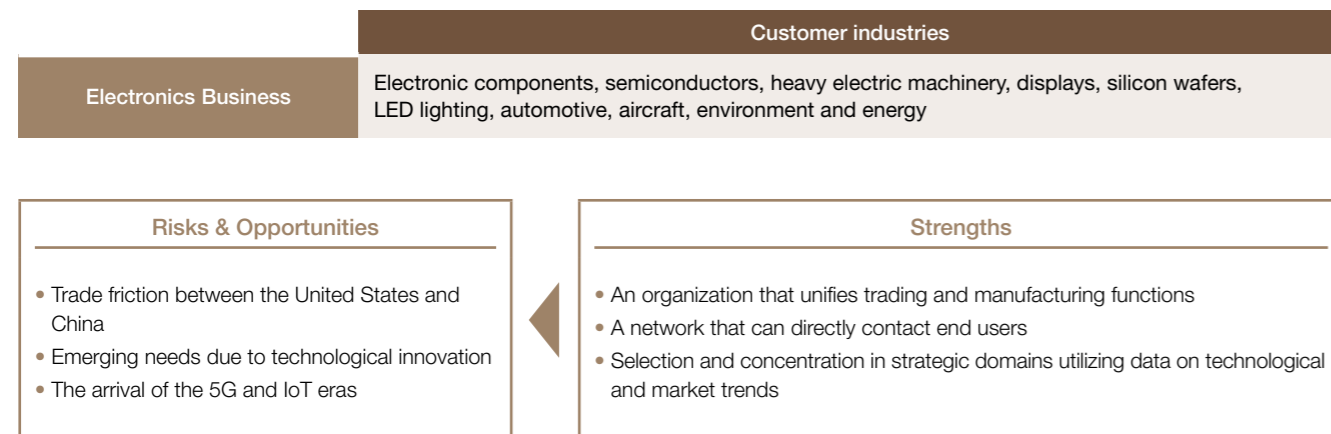 Customer industries
Electronics Business
Electronic components, semiconductors, heavy electric machinery, displays, silicon wafers,
LED lighting, automotive, aircraft, environment and energy
Risks & Opportunities
• Trade friction between the United States and
China
• Emerging needs due to technological innovation
• The arrival of the 5G and IoT eras
Strengths
• An organization that unifies trading and manufacturing functions
• A network that can directly contact end users
• Selection and concentration in strategic domains utilizing data on technological
and market trends